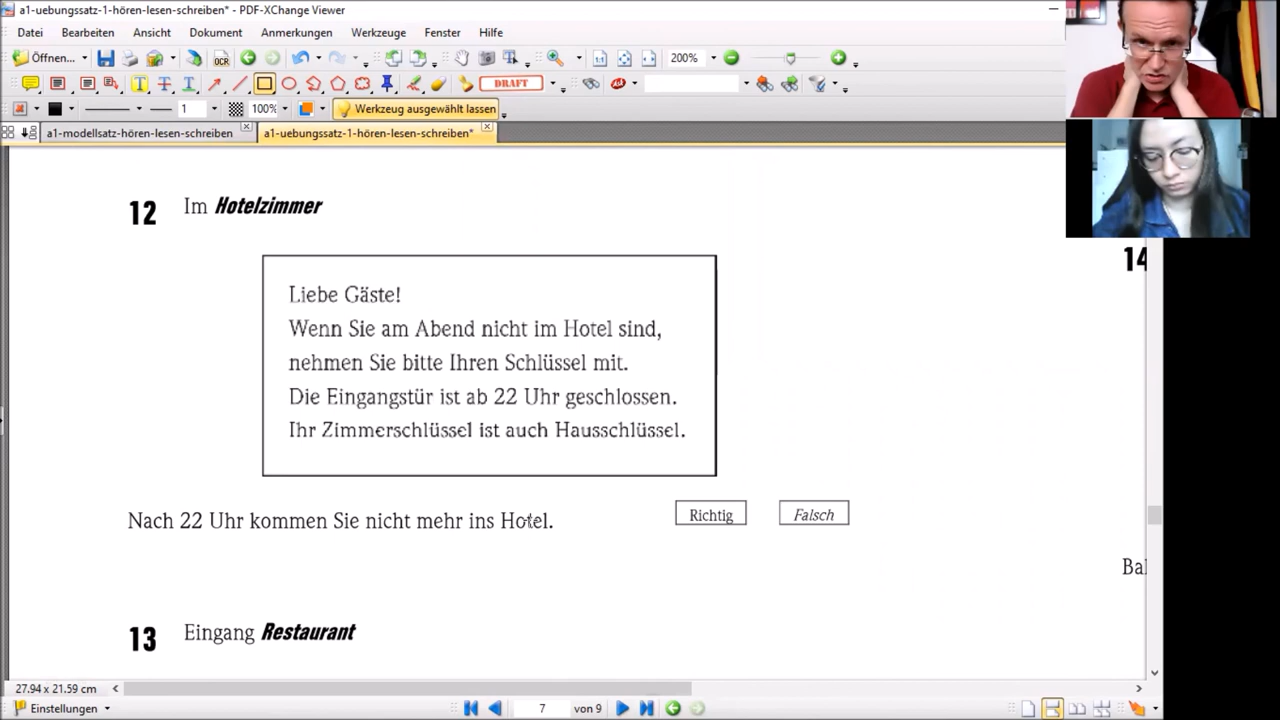 a1-uebungssatz-1-hören-lesen-schreiben* - PDF-XChange Viewer
Datei Bearbeiten Ansicht Dokument Anmerkungen Werkzeuge Fenster Hilfe
Öffnen... OCR 200%
DRAFT
1 100% Werkzeug ausgewählt lassen
a1-modellsatz-hören-lesen-schreiben a1-uebungssatz-1-hören-lesen-schreiben*
12 Im Hotelzimmer
Liebe Gäste!
Wenn Sie am Abend nicht im Hotel sind,
nehmen Sie bitte Ihren Schlüssel mit.
Die Eingangstür ist ab 22 Uhr geschlossen.
Ihr Zimmerschlüssel ist auch Hausschlüssel.
Nach 22 Uhr kommen Sie nicht mehr ins Hotel.
Richtig Falsch
13 Eingang Restaurant
14
27.94 x 21.59 cm
Einstellungen 7 von 9